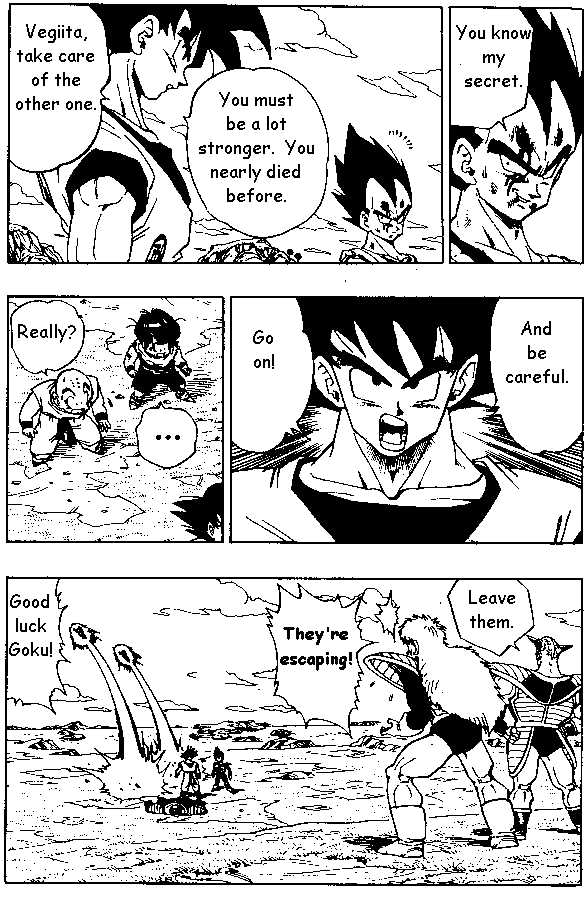 Vegiita,
take care
of the
other one.
You must
be a lot
stronger. You
nearly died
before.
You know
my
secret.
Really?
...
Go
on!
And
be
careful.
Good
luck
Goku!
They're
escaping!
Leave
them.